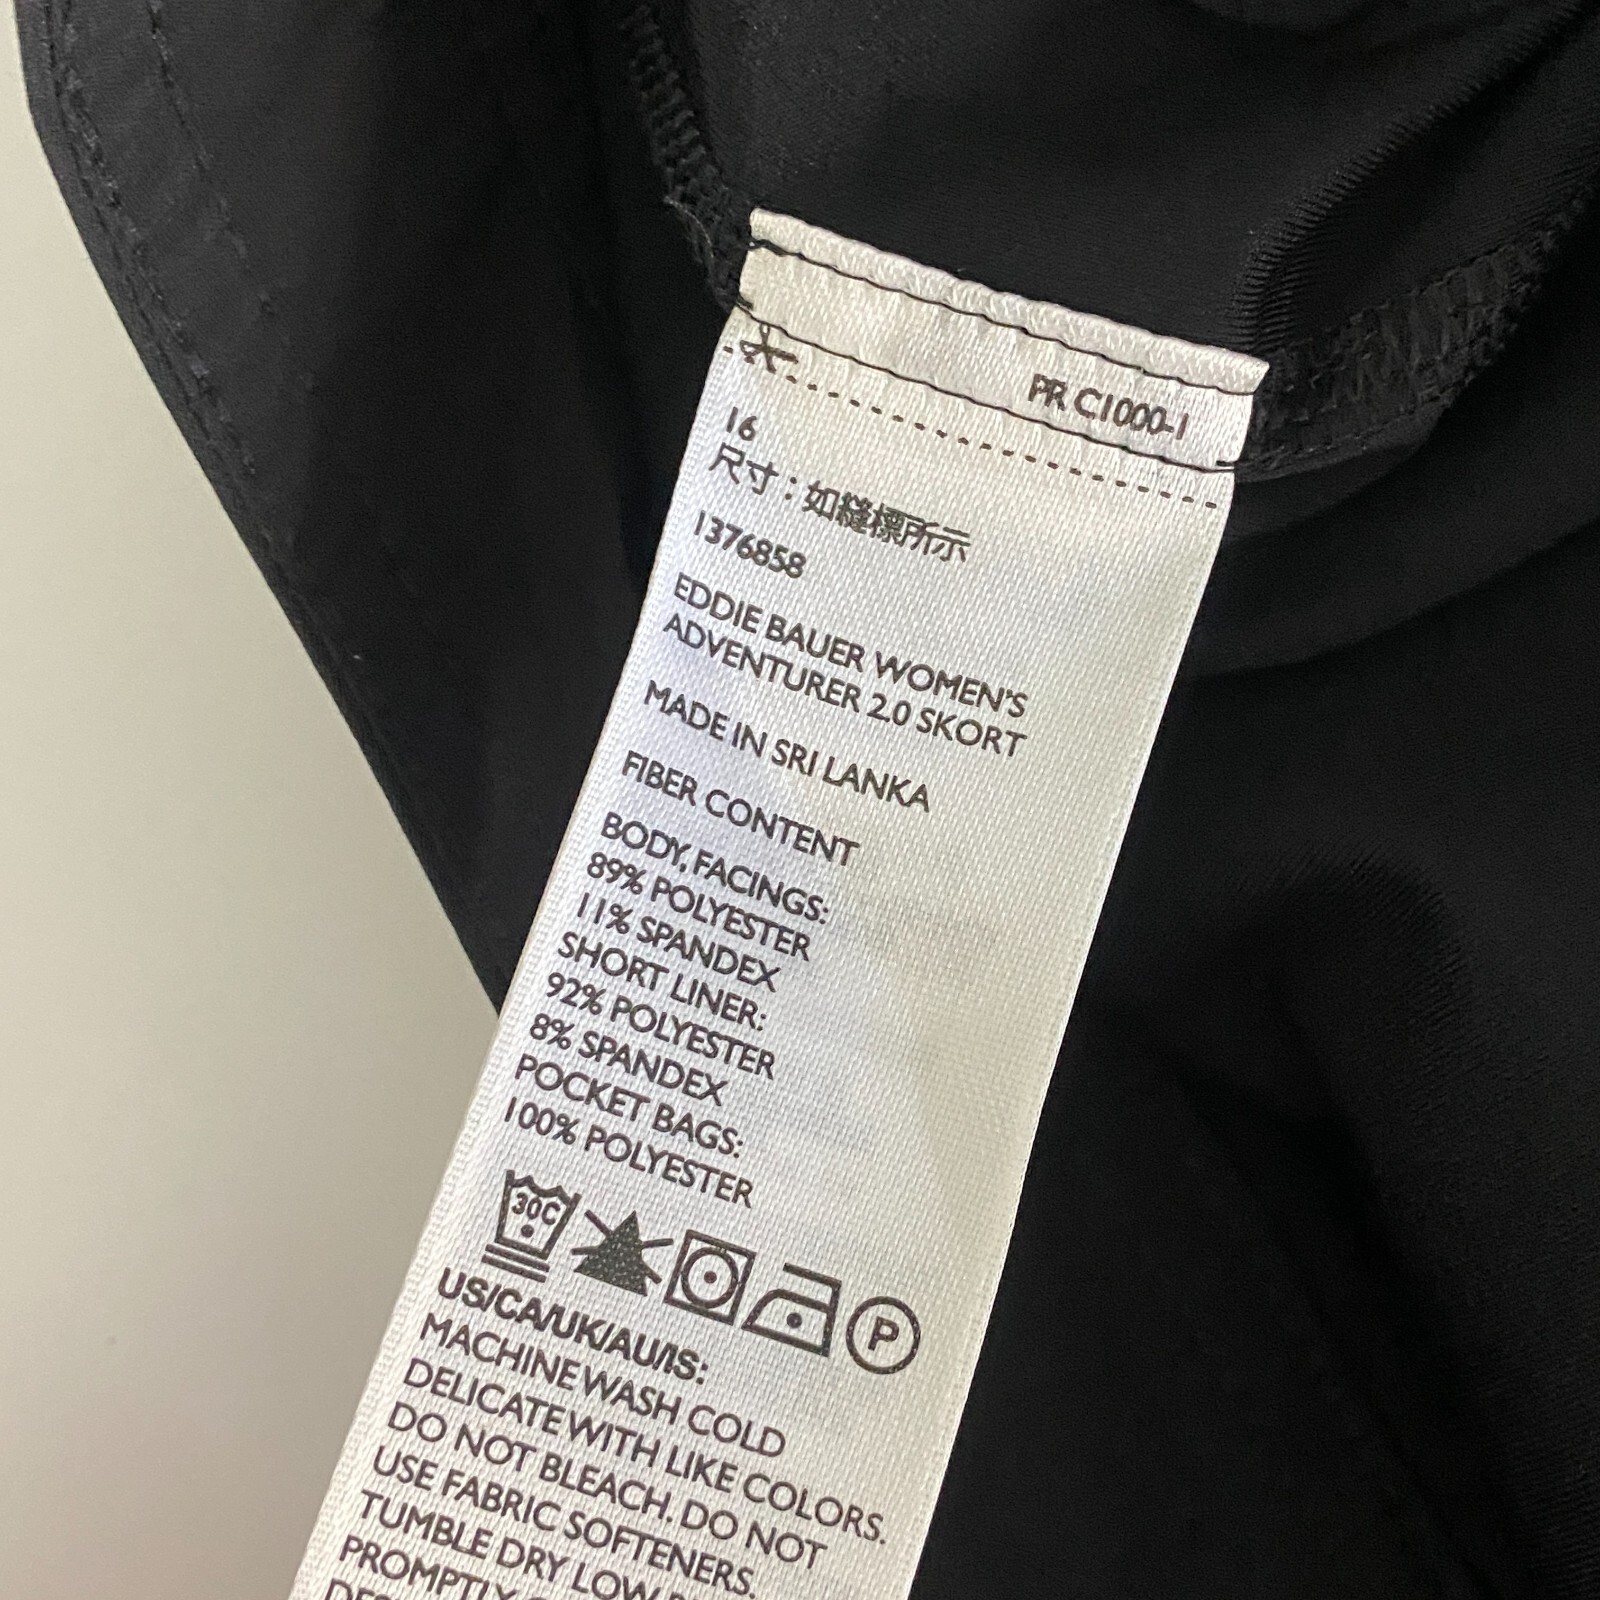 PR C1000-1
16
尺寸：如縫標所示
1376858
EDDIE BAUER WOMEN'S
ADVENTURER 2.0 SKORT
MADE IN SRI LANKA
FIBER CONTENT
BODY, FACINGS:
89% POLYESTER
11% SPANDEX
SHORT LINER:
92% POLYESTER
8% SPANDEX
POCKET BAGS:
100% POLYESTER
30C
P
US/CA/UK/AU/IS:
MACHINE WASH COLD
DELICATE WITH LIKE COLORS.
DO NOT BLEACH. DO NOT
USE FABRIC SOFTENERS.
TUMBLE DRY LOW
PROMPTLY